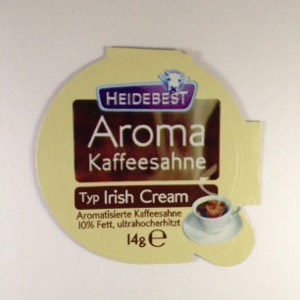 HEIDEBEST
Aroma
Kaffeesahne
Typ Irish Cream
Aromatisierte Kaffeesahne
10% Fett, ultrahocherhitzt
14g ℮